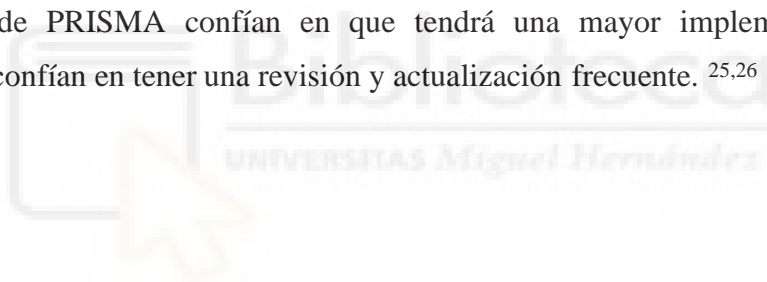 de PRISMA confían en que tendrá una mayor implem
confían en tener una revisión y actualización frecuente. 25,26
Biblioteca
UNIVERSITAS Miguel Hernández